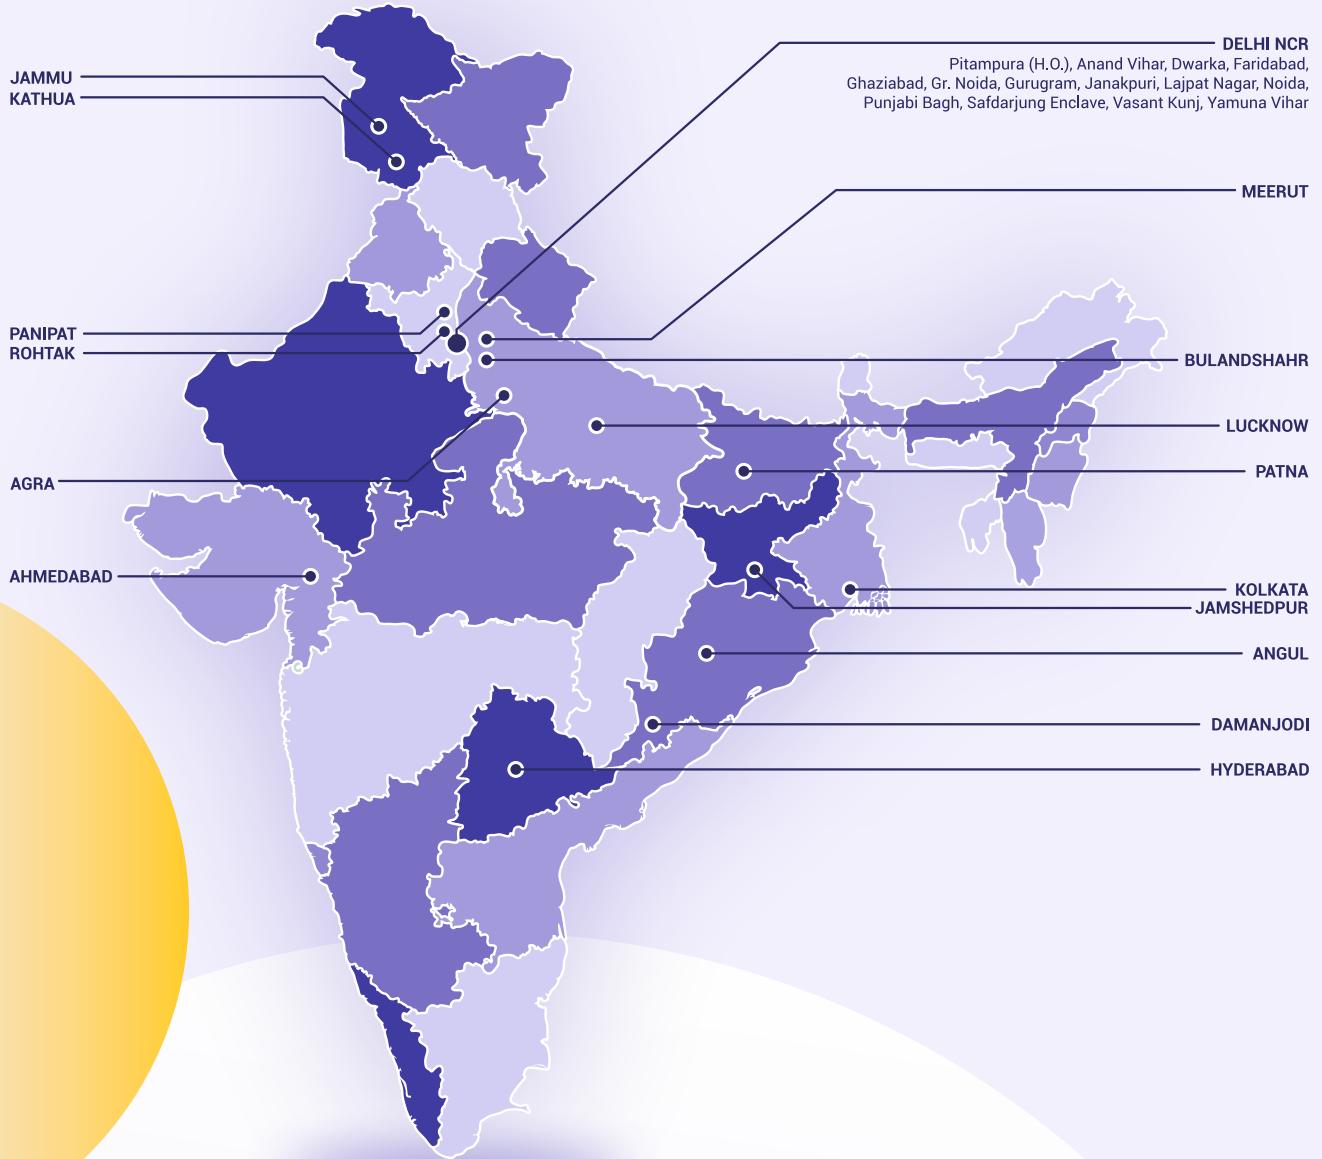 DELHI NCR
Pitampura (H.O.), Anand Vihar, Dwarka, Faridabad,
Ghaziabad, Gr. Noida, Gurugram, Janakpuri, Lajpat Nagar, Noida,
Punjabi Bagh, Safdarjung Enclave, Vasant Kunj, Yamuna Vihar
JAMMU
KATHUA
MEERUT
PANIPAT
ROHTAK
BULANDSHAHR
LUCKNOW
PATNA
AGRA
AHMEDABAD
KOLKATA
JAMSHEDPUR
ANGUL
DAMANJODI
HYDERABAD